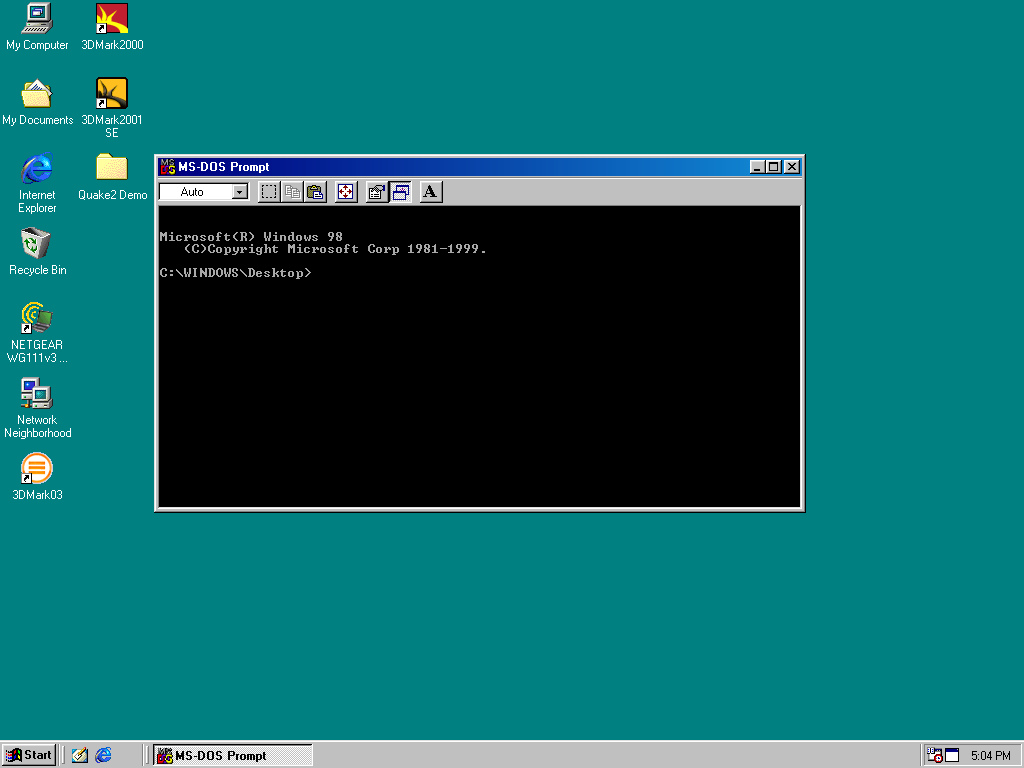 My Computer
3DMark2000
My Documents
3DMark2001
SE
Internet
Explorer
Quake2 Demo
Recycle Bin
NETGEAR
WG111v3 ...
Network
Neighborhood
3DMark03
MS-DOS Prompt
Auto
A
Microsoft(R) Windows 98
(C)Copyright Microsoft Corp 1981-1999.
C:\WINDOWS\Desktop>
Start
MS-DOS Prompt
5:04 PM